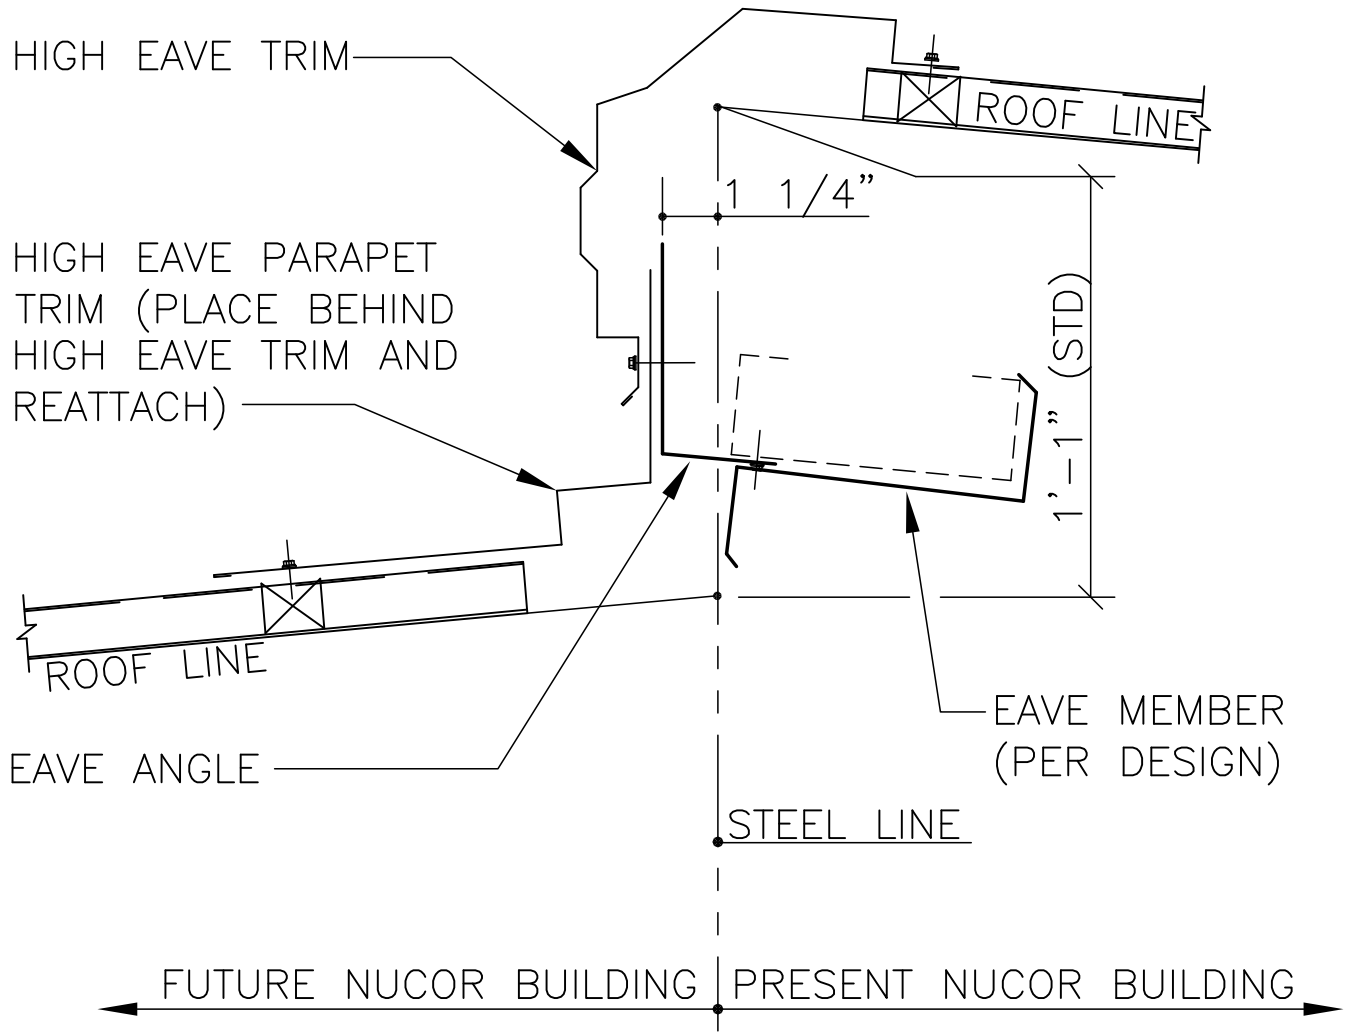 HIGH EAVE TRIM
ROOF LINE
1 1/4”
HIGH EAVE PARAPET
TRIM (PLACE BEHIND
HIGH EAVE TRIM AND
REATTACH)
1'-1” (STD)
ROOF LINE
EAVE MEMBER
(PER DESIGN)
EAVE ANGLE
STEEL LINE
FUTURE NUCOR BUILDING
PRESENT NUCOR BUILDING